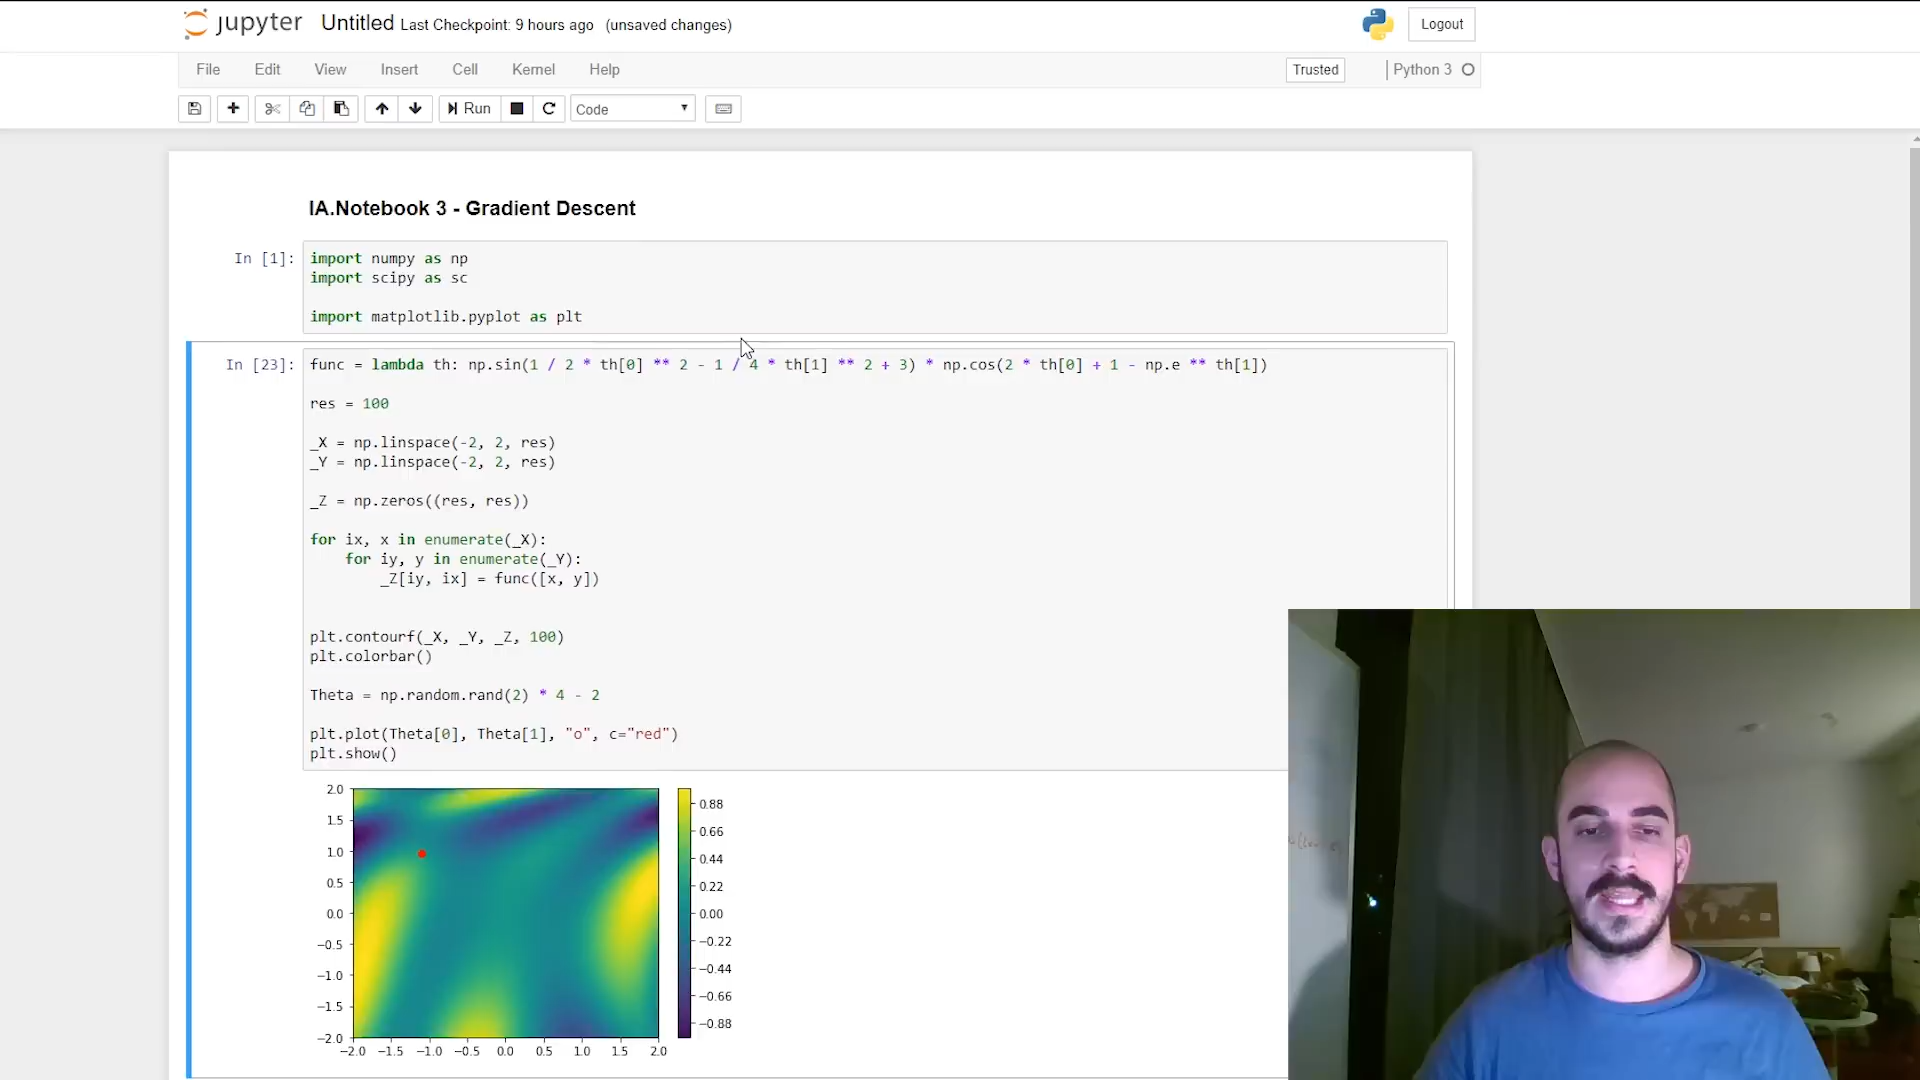 jupyter Untitled Last Checkpoint: 9 hours ago (unsaved changes) Logout
File Edit View Insert Cell Kernel Help Trusted Python 3
Run Code
IA.Notebook 3 - Gradient Descent
In [1]: import numpy as np
import scipy as sc
import matplotlib.pyplot as plt
In [23]: func = lambda th: np.sin(1 / 2 * th[0] ** 2 - 1 / 4 * th[1] ** 2 + 3) * np.cos(2 * th[0] + 1 - np.e ** th[1])
res = 100
_X = np.linspace(-2, 2, res)
_Y = np.linspace(-2, 2, res)
_Z = np.zeros((res, res))
for ix, x in enumerate(_X):
for iy, y in enumerate(_Y):
_Z[iy, ix] = func([x, y])
plt.contourf(_X, _Y, _Z, 100)
plt.colorbar()
Theta = np.random.rand(2) * 4 - 2
plt.plot(Theta[0], Theta[1], "o", c="red")
plt.show()
2.0
1.5
1.0
0.5
0.0
−0.5
−1.0
−1.5
−2.0
−2.0 −1.5 −1.0 −0.5 0.0 0.5 1.0 1.5 2.0
0.88
0.66
0.44
0.22
0.00
−0.22
−0.44
−0.66
−0.88